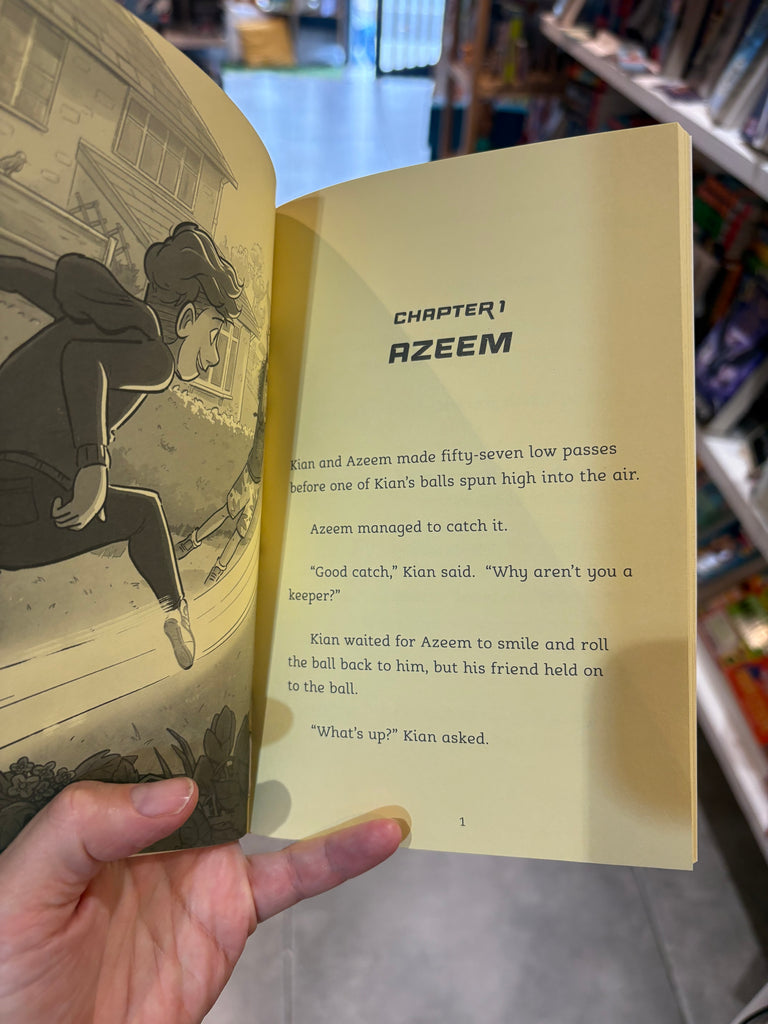 CHAPTER 1
AZEEM
Kian and Azeem made fifty-seven low passes
before one of Kian's balls spun high into the air.
Azeem managed to catch it.
“Good catch,” Kian said. “Why aren't you a
keeper?”
Kian waited for Azeem to smile and roll
the ball back to him, but his friend held on
to the ball.
“What's up?” Kian asked.
1